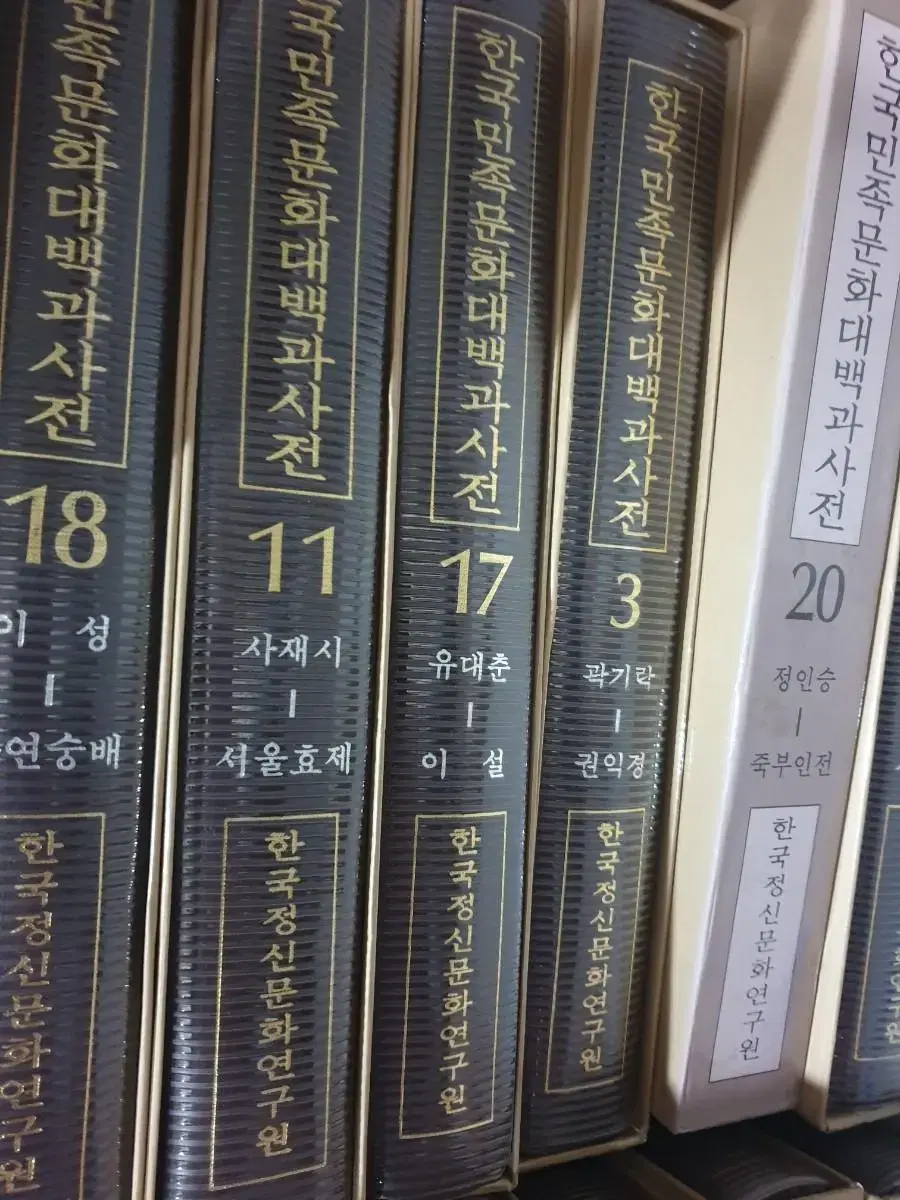 민족문화대백과사전
18
이성
|
연숭배
한국정신문화연구원
국민족문화대백과사전
11
사재시
|
서울효제
한국정신문화연구원
한국민족문화대백과사전
17
유대춘
|
이설
한국정신문화연구원
한국민족문화대백과사전
3
곽기락
|
권익경
한국정신문화연구원
한국민족문화대백과사전
20
정인승
|
죽부인전
한국정신문화연구원
구원